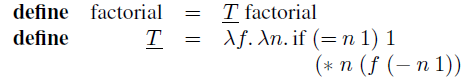 define factorial = T factorial
define T = λf. λn. if (= n 1) 1
(* n (f (− n 1))